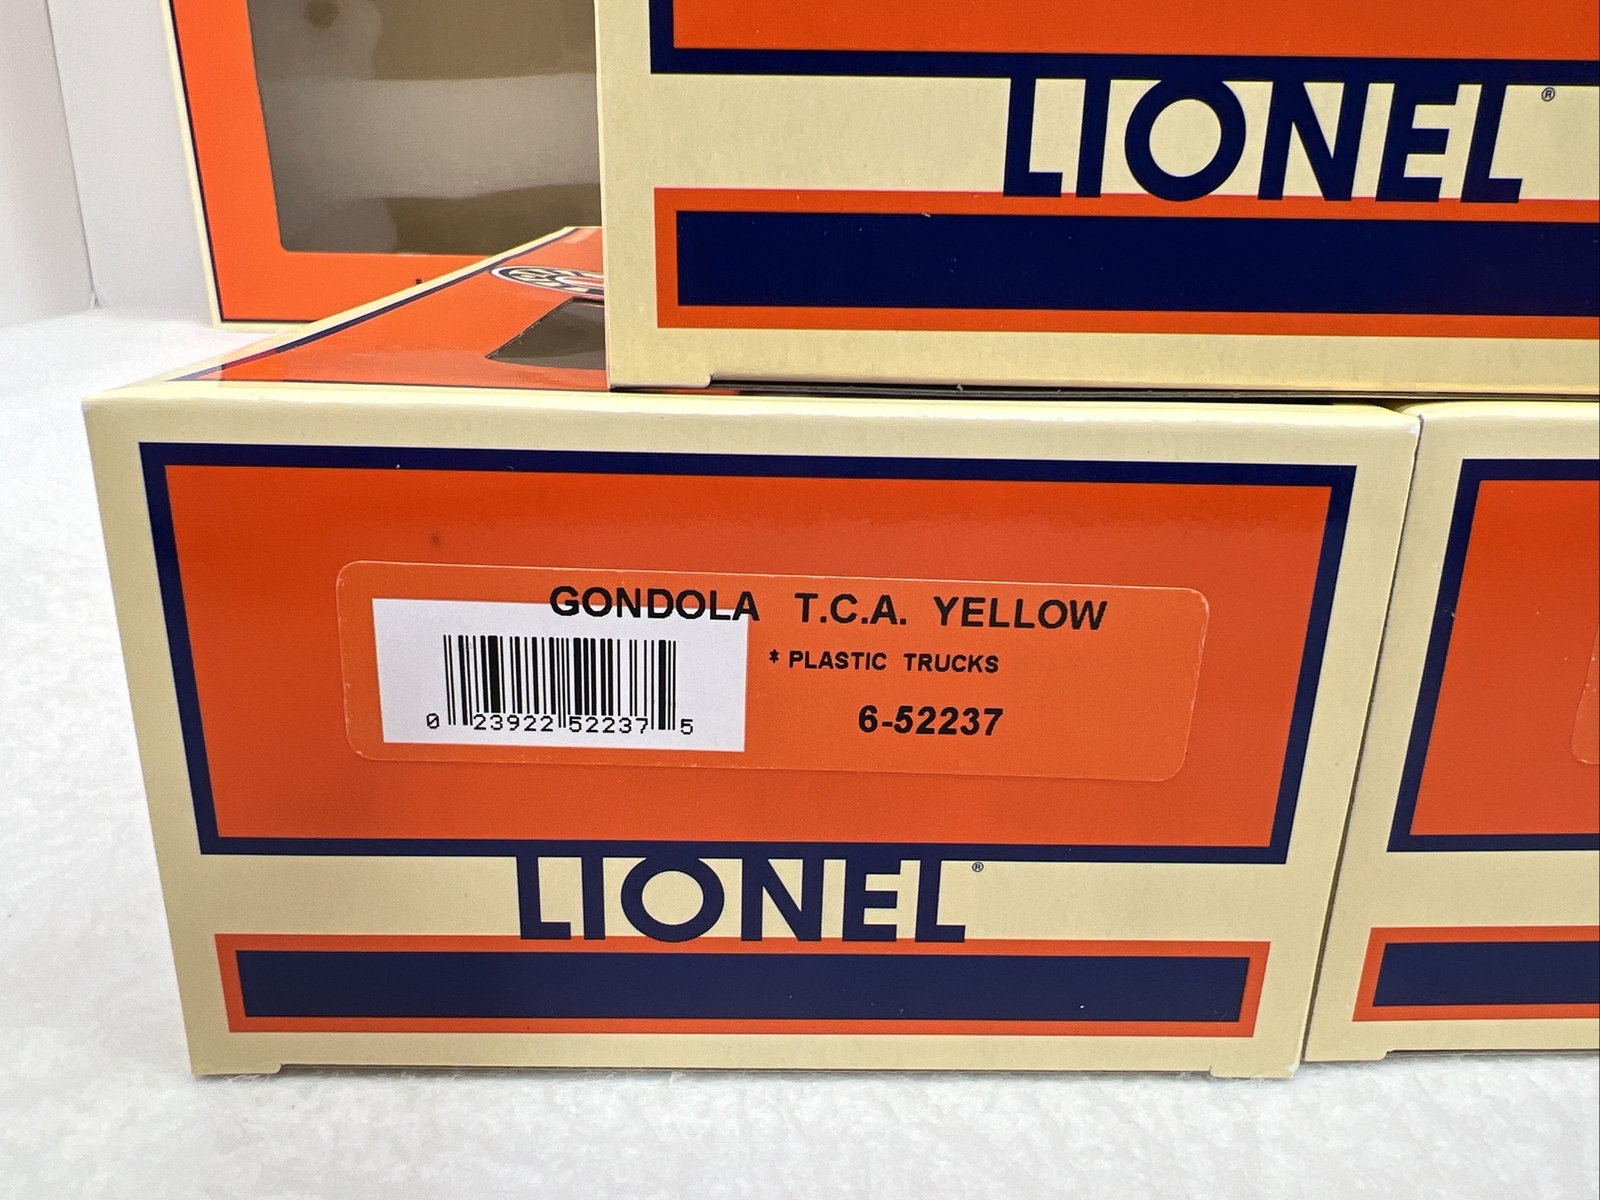 LIONEL®
GONDOLA T.C.A. YELLOW
* PLASTIC TRUCKS
6-52237
0 23922 52237 5
LIONEL®